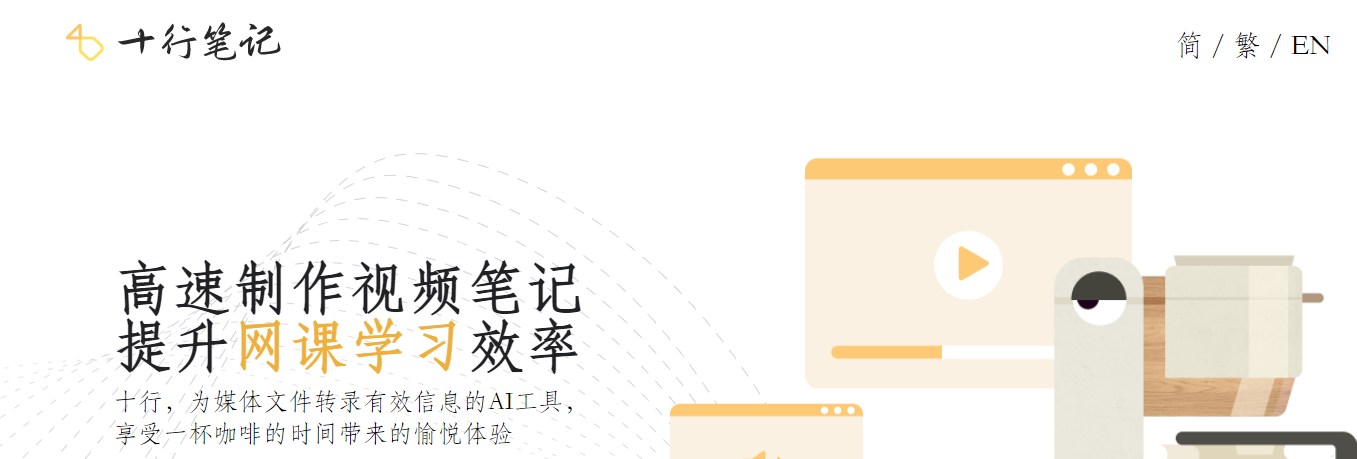 十行笔记
简 / 繁 / EN
高速制作视频笔记
提升网课学习效率
十行，为媒体文件转录有效信息的AI工具，
享受一杯咖啡的时间带来的愉悦体验